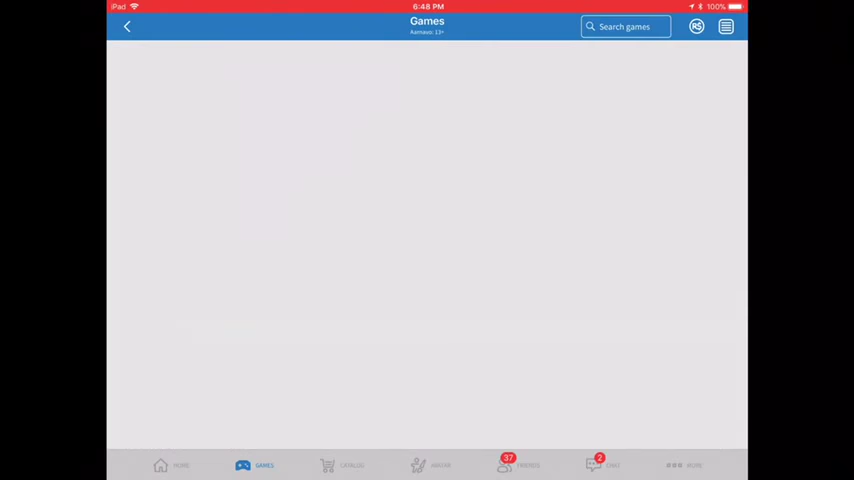 iPad 6:48 PM 100%
Games
Search games
R$
HOME
GAMES
CATALOG
AVATAR
37
FRIENDS
2
CHAT
MORE